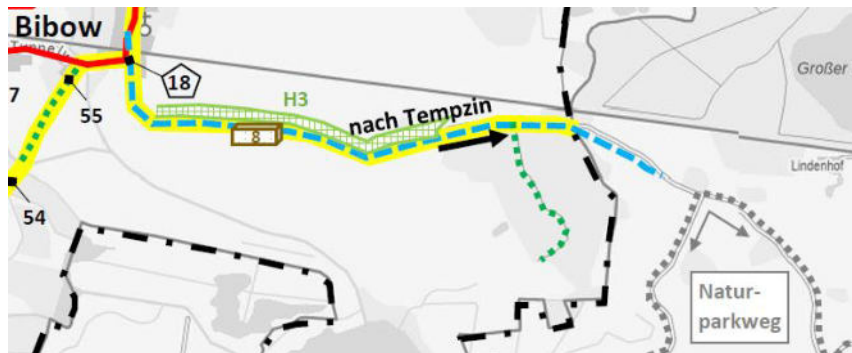 Bibow
18
H3
nach Tempzin
8
7
55
54
Großer
Lindenhof
Natur-
parkweg